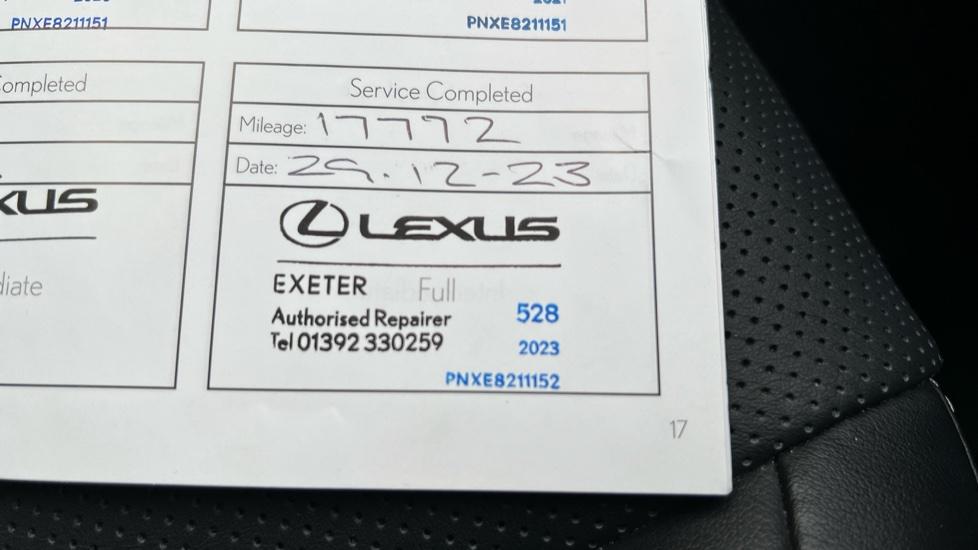 PNXE8211151
PNXE8211151
ompleted
XUS
diate
Service Completed
Mileage: 17772
Date: 29.12-23
LEXUS
EXETER Full
Authorised Repairer 528
Tel 01392 330259 2023
PNXE8211152
17